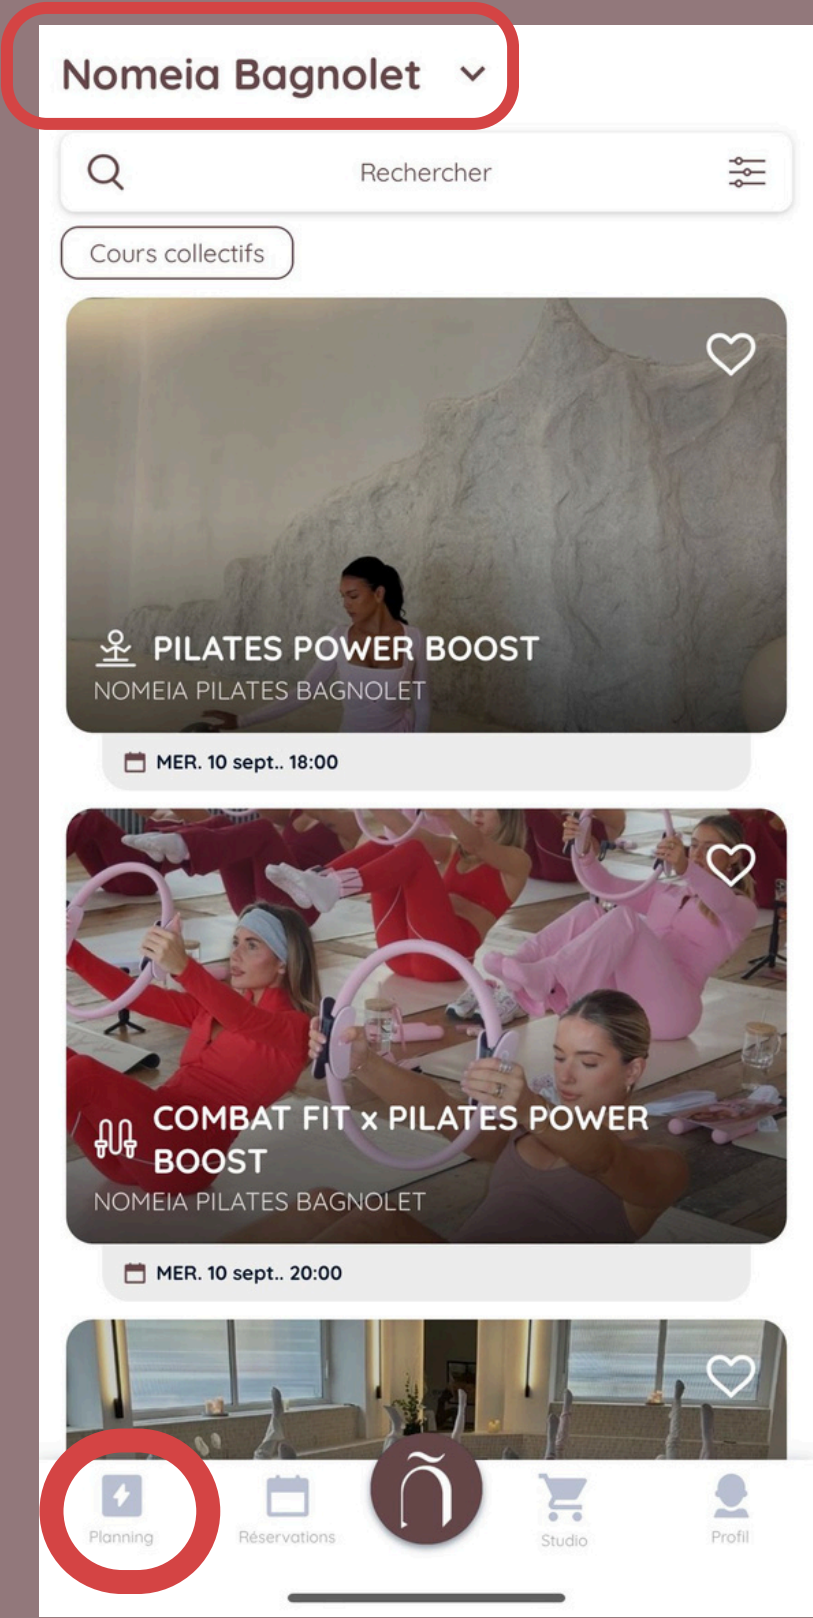 Nomeia Bagnolet
Rechercher
Cours collectifs
PILATES POWER BOOST
NOMEIA PILATES BAGNOLET
MER. 10 sept.. 18:00
COMBAT FIT x PILATES POWER
BOOST
NOMEIA PILATES BAGNOLET
MER. 10 sept.. 20:00
Planning
Réservations
ñ
Studio
Profil